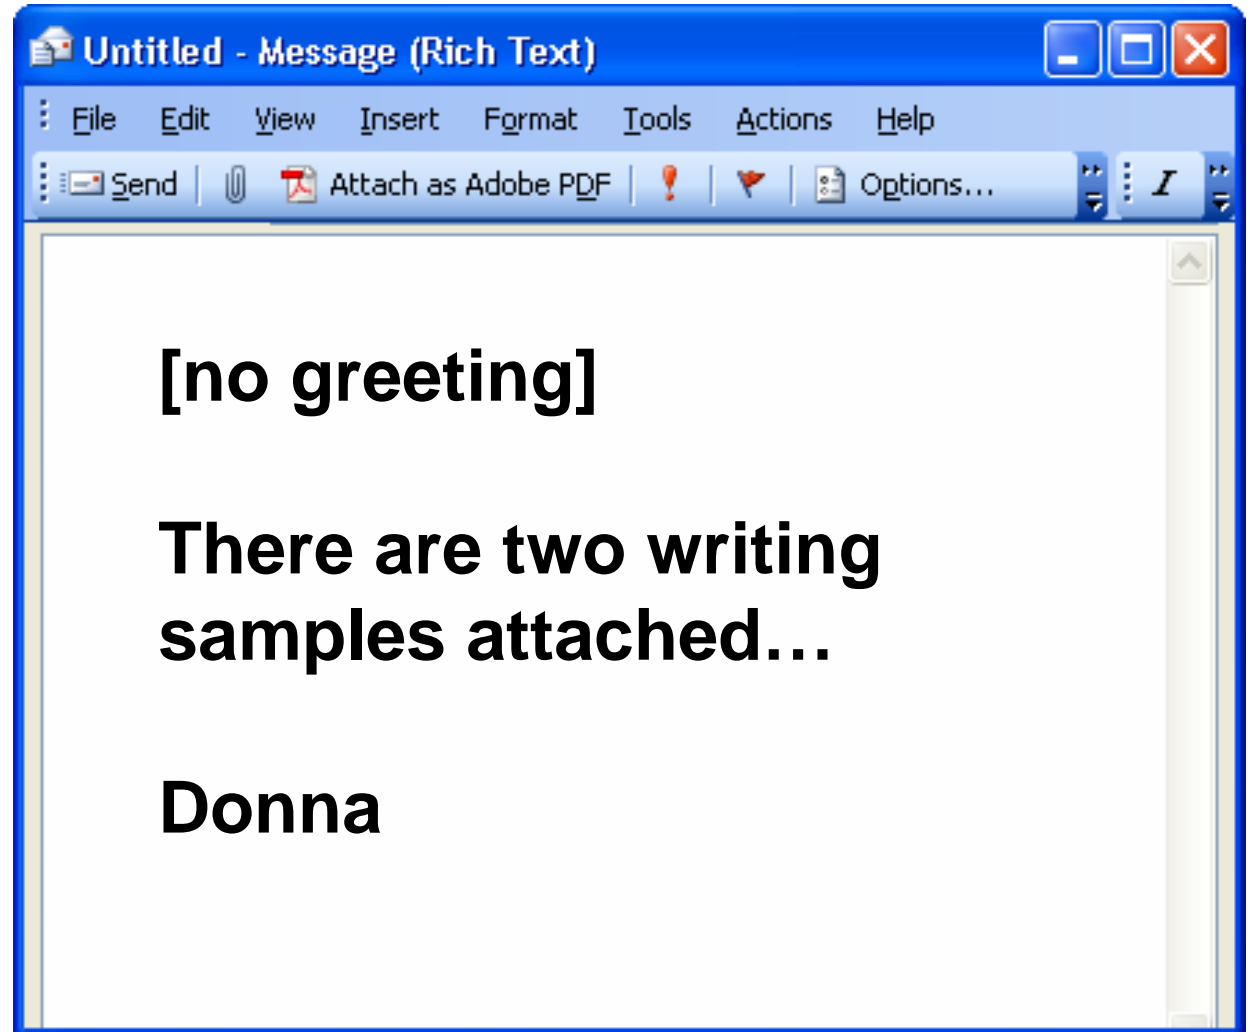 Untitled - Message (Rich Text)
File Edit View Insert Format Tools Actions Help
Send Attach as Adobe PDF Options...
[no greeting]
There are two writing
samples attached…
Donna